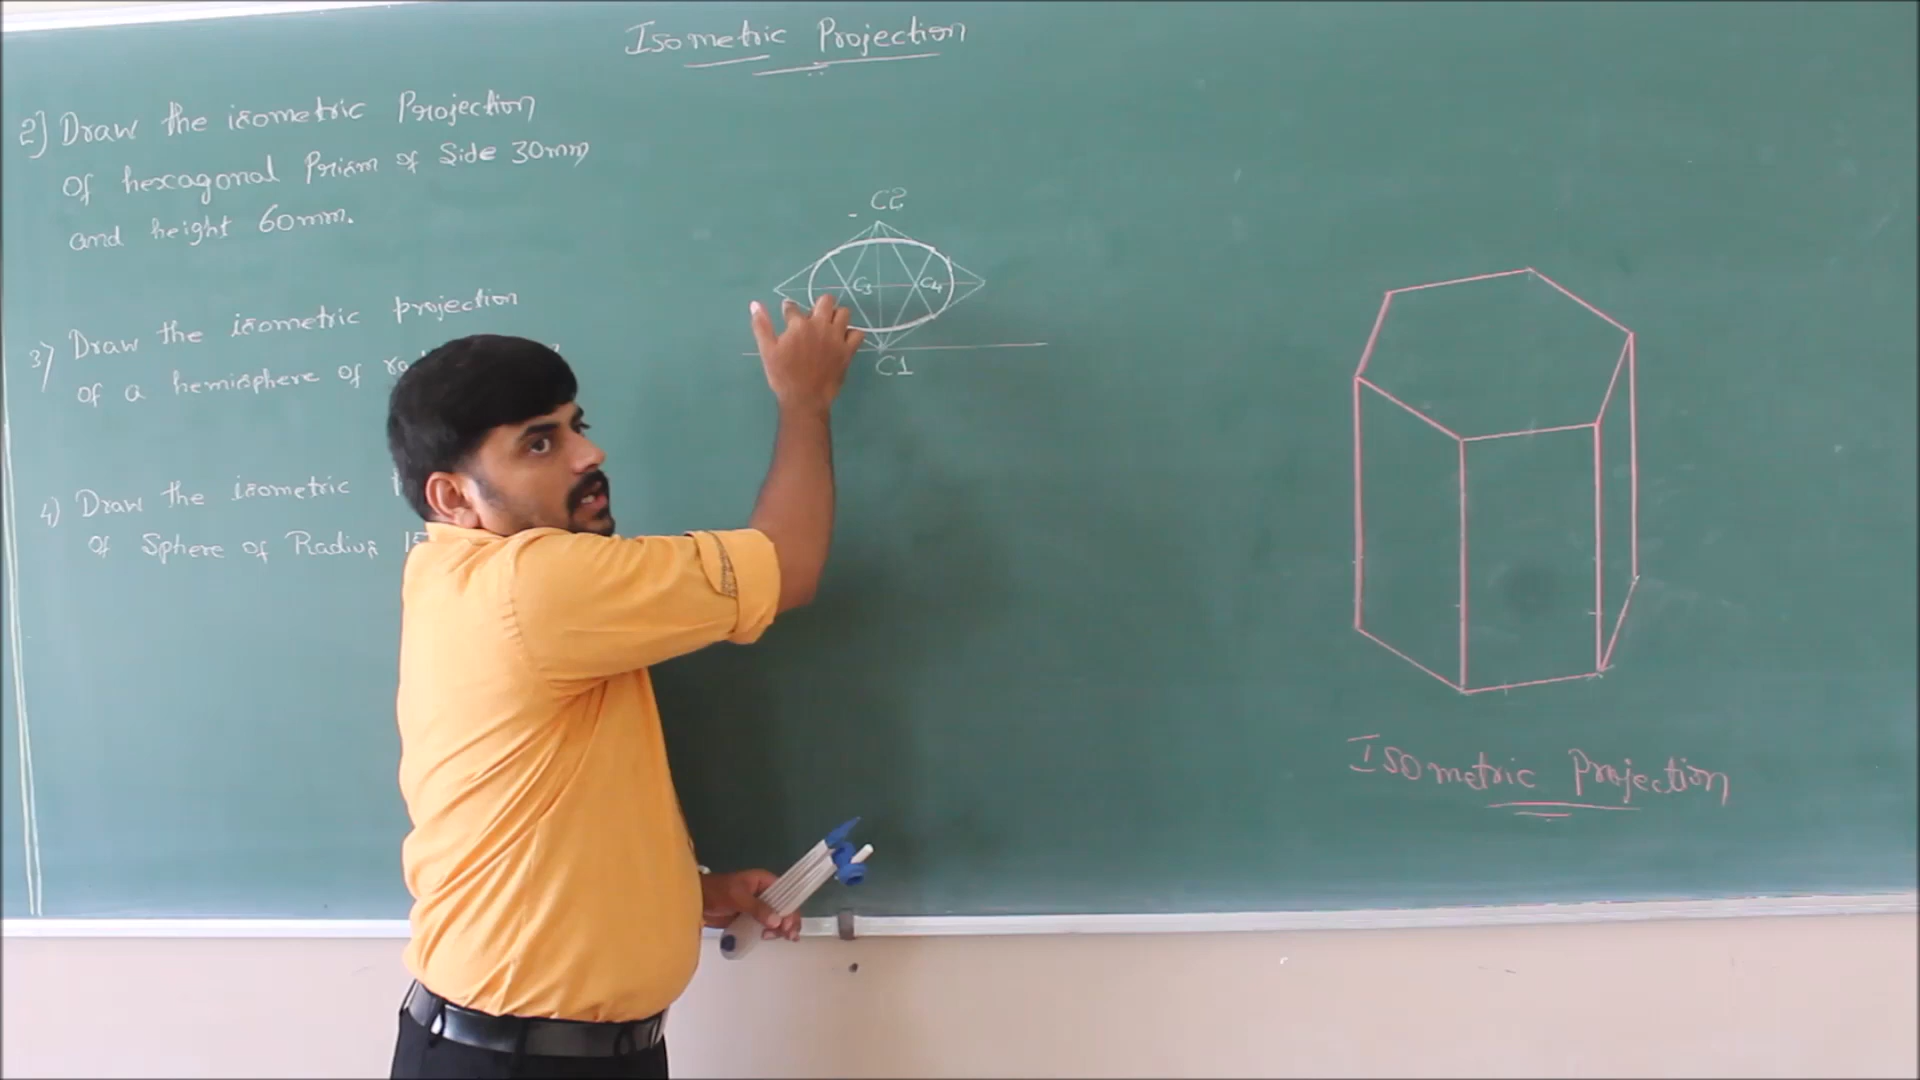 Isometric Projection
2] Draw the isometric Projection
of hexagonal Prism of Side 30mm
and height 60mm.
3) Draw the isometric projection
of a hemisphere of
4) Draw the isometric
of Sphere of Radius 15
C2
C3 C4
C1
Isometric Projection